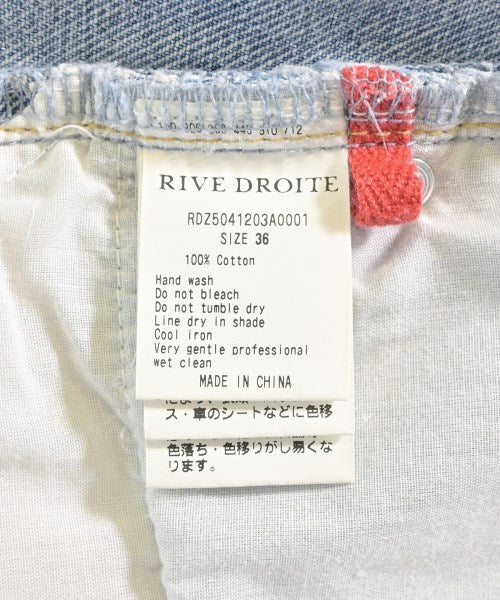 RIVE DROITE
RDZ5041203A0001
SIZE 36
100% Cotton
Hand wash
Do not bleach
Do not tumble dry
Line dry in shade
Cool iron
Very gentle professional
wet clean
MADE IN CHINA
ス・車のシートなどに色移
色落ち・色移りがし易くな
ります。